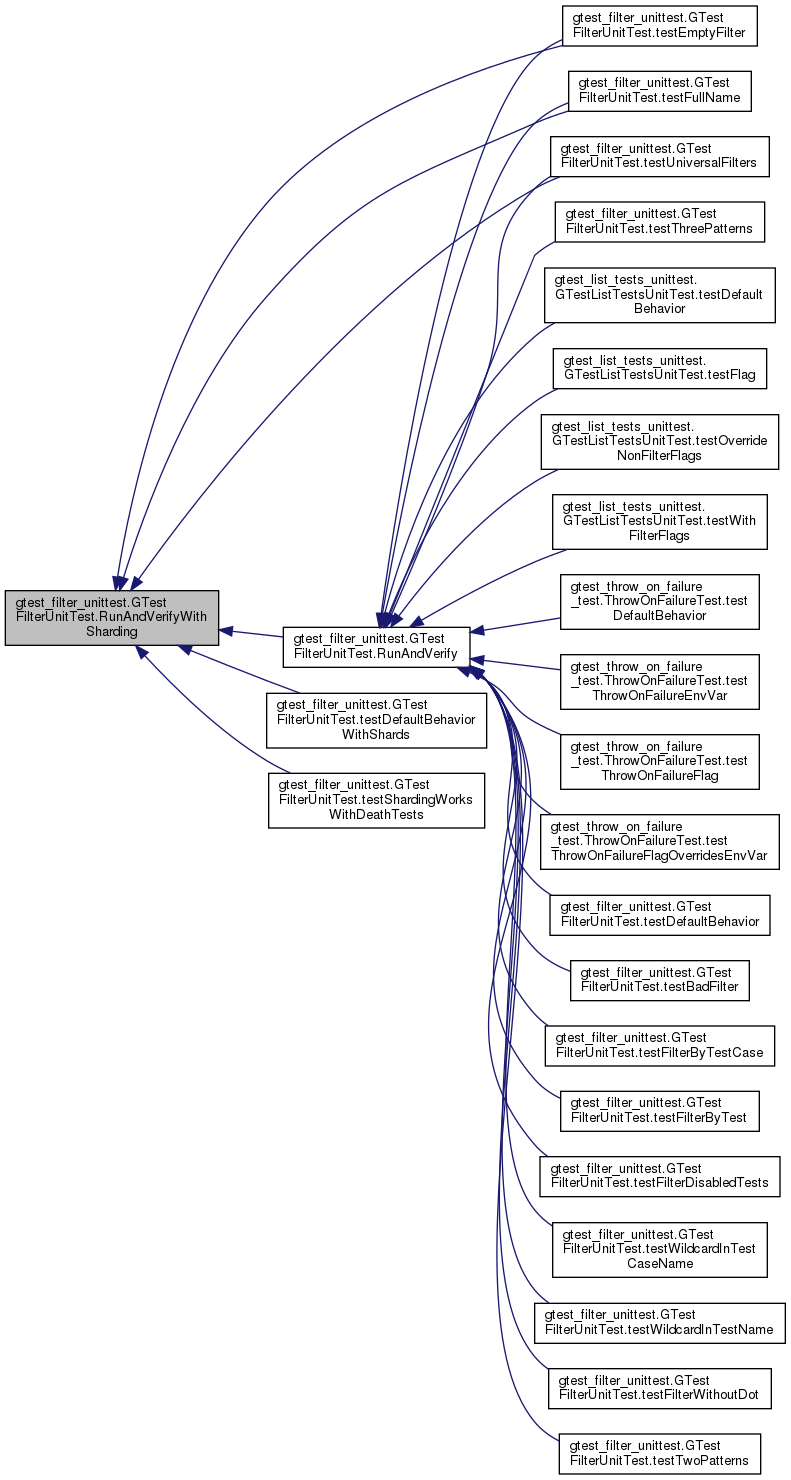 gtest_filter_unittest.GTest
FilterUnitTest.testEmptyFilter
gtest_filter_unittest.GTest
FilterUnitTest.testFullName
gtest_filter_unittest.GTest
FilterUnitTest.testUniversalFilters
gtest_filter_unittest.GTest
FilterUnitTest.testThreePatterns
gtest_list_tests_unittest.
GTestListTestsUnitTest.testDefault
Behavior
gtest_list_tests_unittest.
GTestListTestsUnitTest.testFlag
gtest_list_tests_unittest.
GTestListTestsUnitTest.testOverride
NonFilterFlags
gtest_list_tests_unittest.
GTestListTestsUnitTest.testWith
FilterFlags
gtest_filter_unittest.GTest
FilterUnitTest.RunAndVerifyWith
Sharding
gtest_filter_unittest.GTest
FilterUnitTest.RunAndVerify
gtest_filter_unittest.GTest
FilterUnitTest.testDefaultBehavior
WithShards
gtest_filter_unittest.GTest
FilterUnitTest.testShardingWorks
WithDeathTests
gtest_throw_on_failure
_test.ThrowOnFailureTest.test
DefaultBehavior
gtest_throw_on_failure
_test.ThrowOnFailureTest.test
ThrowOnFailureEnvVar
gtest_throw_on_failure
_test.ThrowOnFailureTest.test
ThrowOnFailureFlag
gtest_throw_on_failure
_test.ThrowOnFailureTest.test
ThrowOnFailureFlagOverridesEnvVar
gtest_filter_unittest.GTest
FilterUnitTest.testDefaultBehavior
gtest_filter_unittest.GTest
FilterUnitTest.testBadFilter
gtest_filter_unittest.GTest
FilterUnitTest.testFilterByTestCase
gtest_filter_unittest.GTest
FilterUnitTest.testFilterByTest
gtest_filter_unittest.GTest
FilterUnitTest.testFilterDisabledTests
gtest_filter_unittest.GTest
FilterUnitTest.testWildcardInTest
CaseName
gtest_filter_unittest.GTest
FilterUnitTest.testWildcardInTestName
gtest_filter_unittest.GTest
FilterUnitTest.testFilterWithoutDot
gtest_filter_unittest.GTest
FilterUnitTest.testTwoPatterns